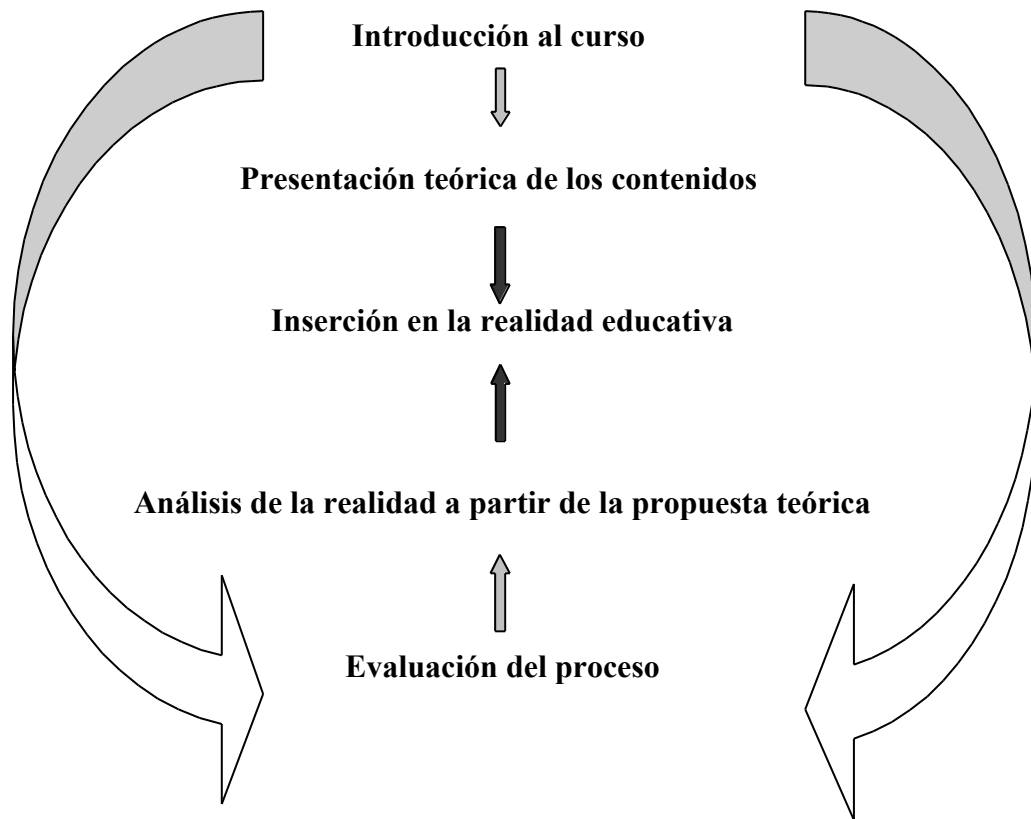 Introducción al curso
Presentación teórica de los contenidos
Inserción en la realidad educativa
Análisis de la realidad a partir de la propuesta teórica
Evaluación del proceso